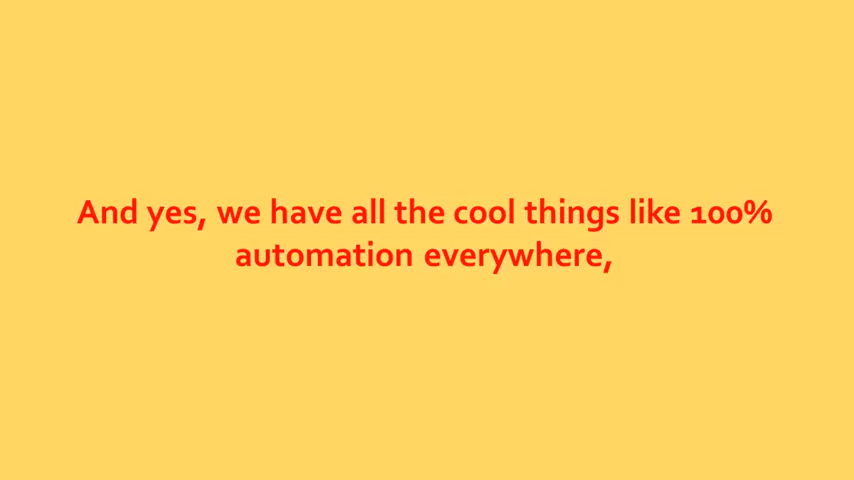 And yes, we have all the cool things like 100%
automation everywhere,